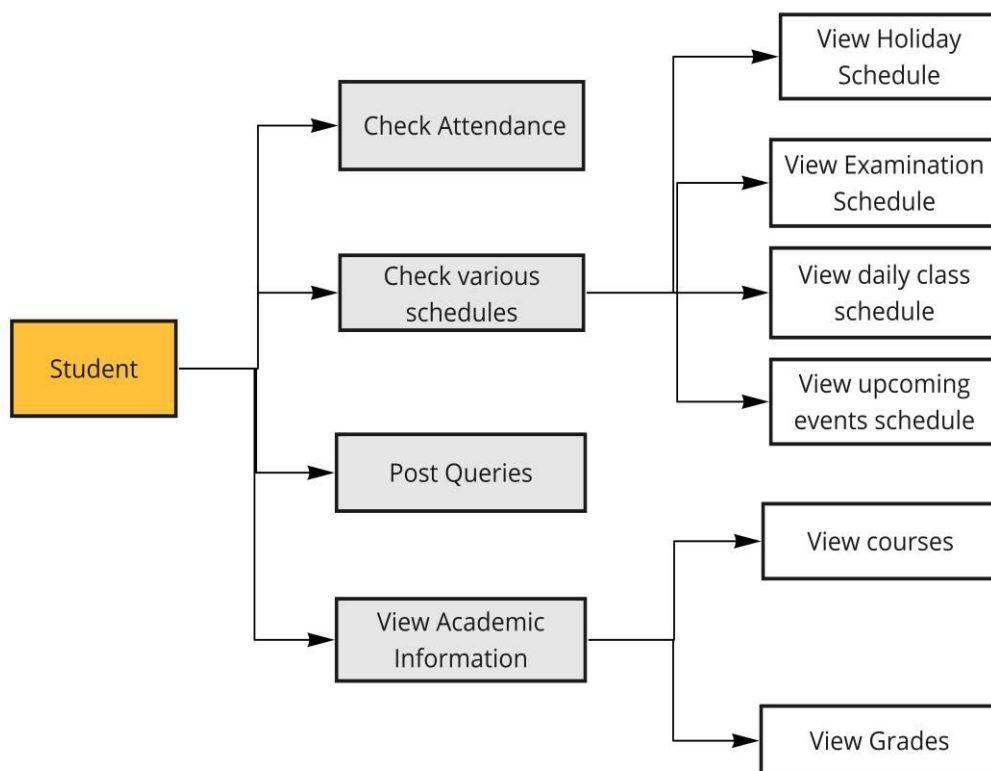 Student
Check Attendance
Check various
schedules
Post Queries
View Academic
Information
View Holiday
Schedule
View Examination
Schedule
View daily class
schedule
View upcoming
events schedule
View courses
View Grades